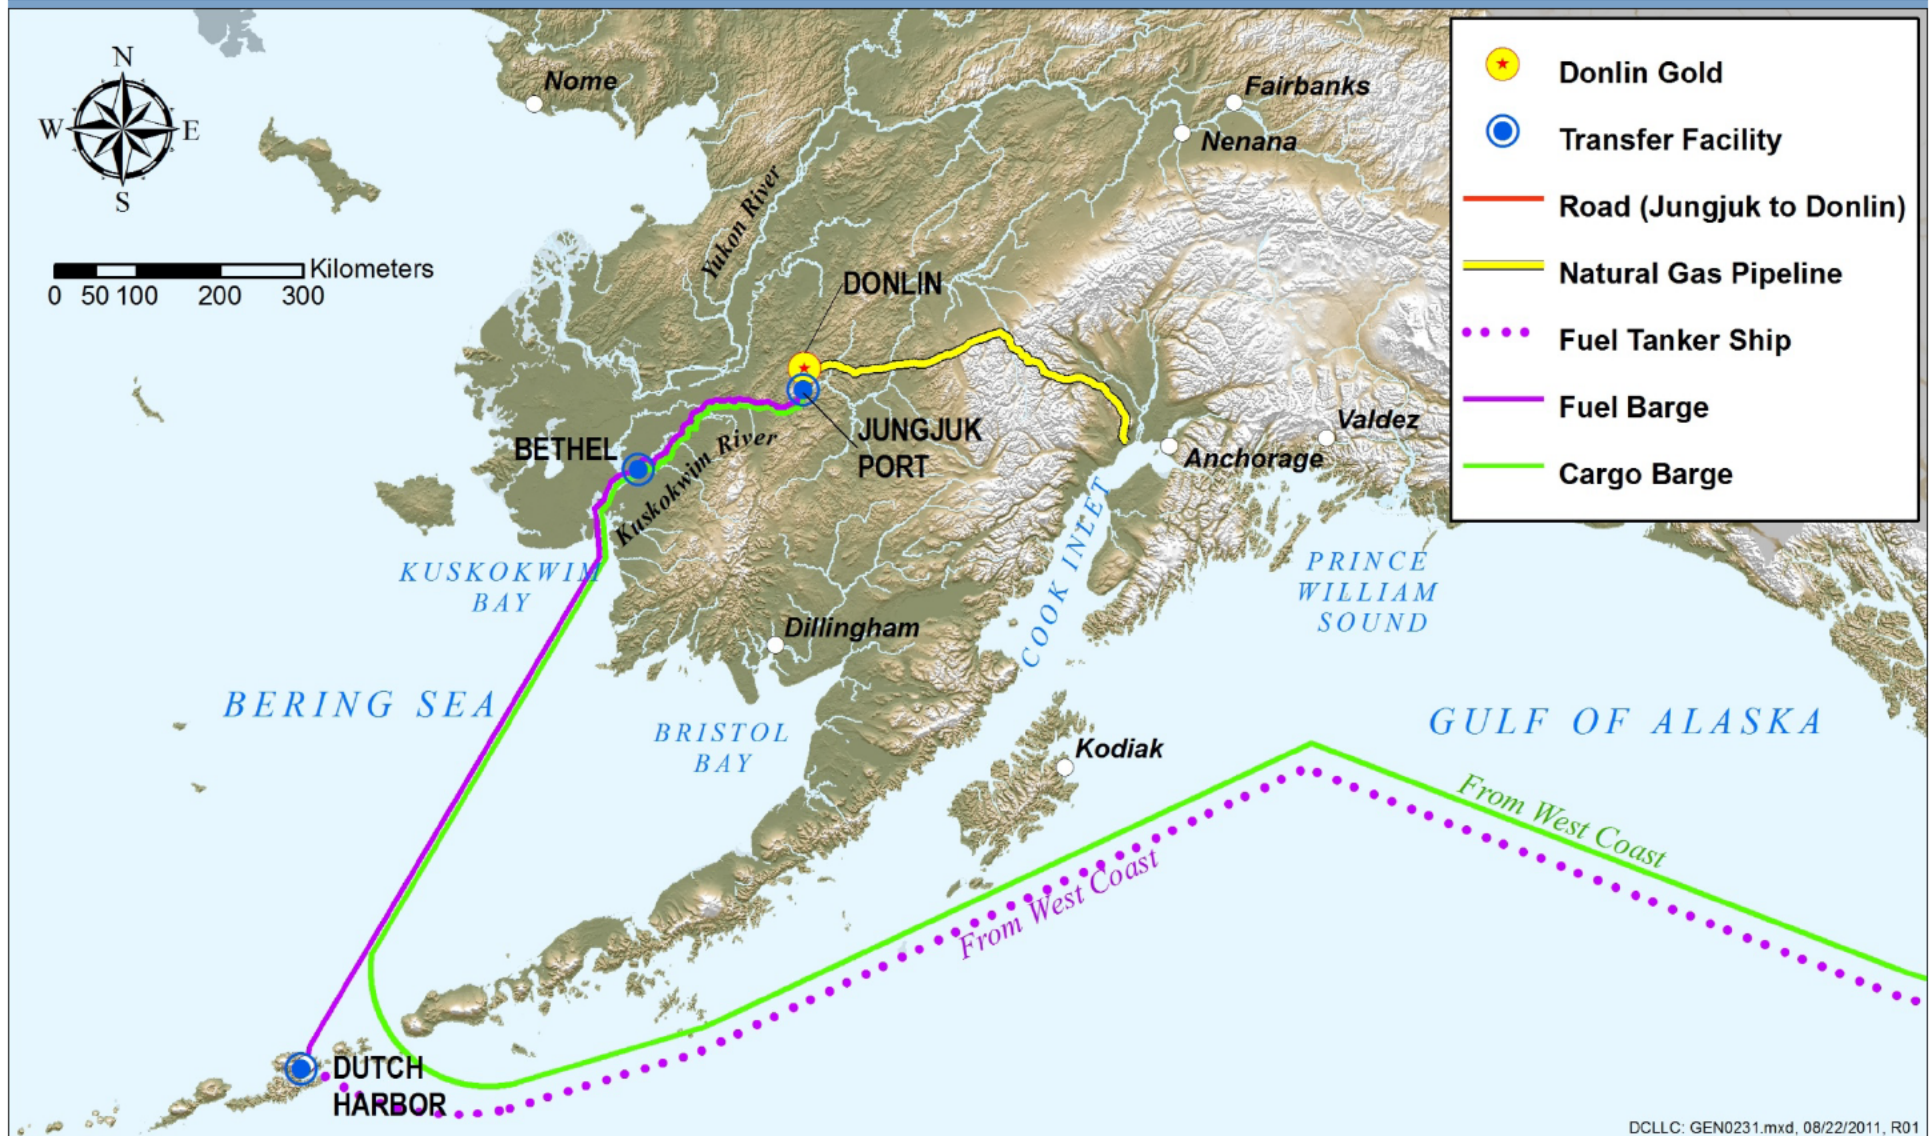 N
W
E
S
Kilometers
0 50 100 200 300
Nome
Fairbanks
Nenana
Yukon River
DONLIN
BETHEL
JUNGJUK
PORT
Kuskokwim River
Anchorage
Valdez
KUSKOKWIM
BAY
COOK INLET
PRINCE
WILLIAM
SOUND
Dillingham
BERING SEA
BRISTOL
BAY
Kodiak
GULF OF ALASKA
From West Coast
From West Coast
DUTCH
HARBOR
Donlin Gold
Transfer Facility
Road (Jungjuk to Donlin)
Natural Gas Pipeline
Fuel Tanker Ship
Fuel Barge
Cargo Barge
DCLLC: GEN0231.mxd, 08/22/2011, R01